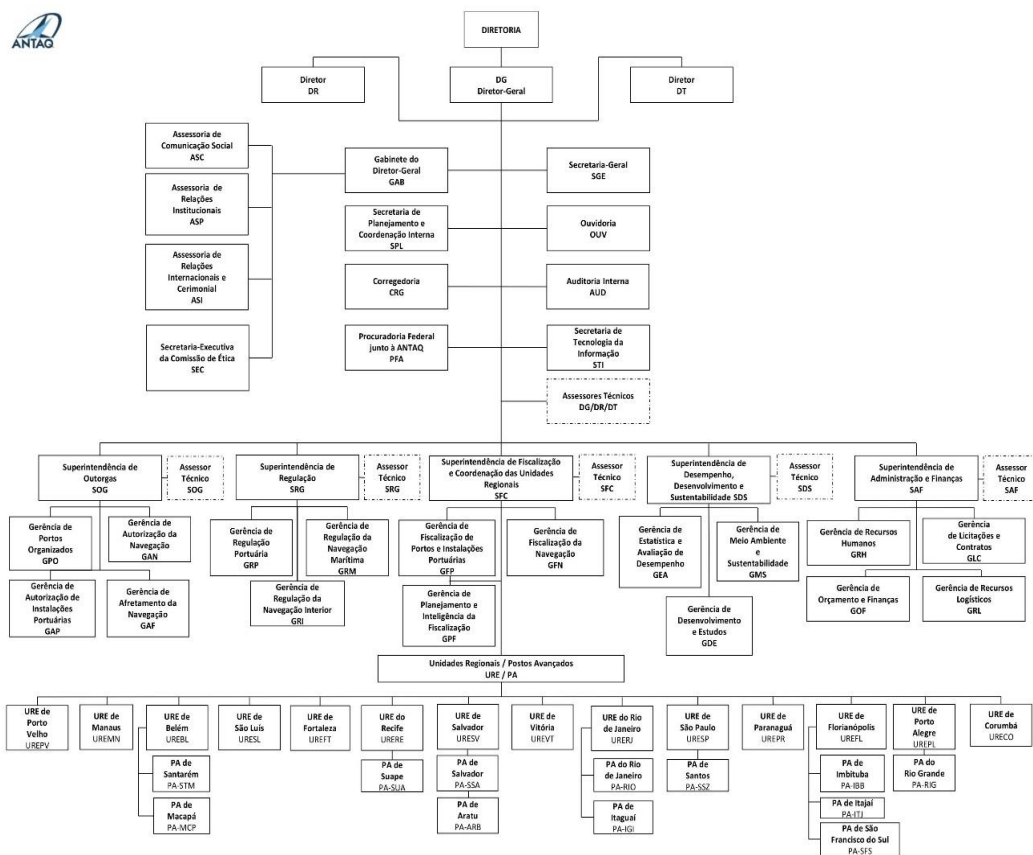 ANTAQ
DIRETORIA
Diretor
DR
DG
Diretor-Geral
Diretor
DT
Assessoria de
Comunicação Social
ASC
Assessoria de
Relações
Institucionais
ASP
Assessoria de
Relações
Internacionais e
Cerimonial
ASI
Secretaria-Executiva
da Comissão de Ética
SEC
Gabinete do
Diretor-Geral
GAB
Secretaria-Geral
SGE
Secretaria de
Planejamento e
Coordenação Interna
SPL
Ouvidoria
OUV
Corregedoria
CRG
Auditoria Interna
AUD
Procuradoria Federal
junto à ANTAQ
PFA
Secretaria de
Tecnologia da
Informação
STI
Assessores Técnicos
DG/DR/DT
Superintendência de
Outorgas
SOG
Assessor
Técnico
SOG
Superintendência de
Regulação
SRG
Assessor
Técnico
SRG
Superintendência de Fiscalização
e Coordenação das Unidades
Regionais
SFC
Assessor
Técnico
SFC
Superintendência de
Desempenho,
Desenvolvimento e
Sustentabilidade SDS
Assessor
Técnico
SDS
Superintendência de
Administração e Finanças
SAF
Assessor
Técnico
SAF
Gerência de
Portos
Organizados
GPO
Gerência de
Autorização da
Navegação
GAN
Gerência de
Autorização de
Instalações
Portuárias
GAP
Gerência de
Afretamento da
Navegação
GAF
Gerência de
Regulação
Portuária
GRP
Gerência de
Regulação da
Navegação
Marítima
GRM
Gerência de
Regulação da
Navegação Interior
GRI
Gerência de
Fiscalização de
Portos e Instalações
Portuárias
GFP
Gerência de
Fiscalização da
Navegação
GFN
Gerência de
Planejamento e
Inteligência da
Fiscalização
GPF
Gerência de
Estatística e
Avaliação de
Desempenho
GEA
Gerência de
Meio Ambiente
e
Sustentabilidade
GMS
Gerência de
Desenvolvimento
e Estudos
GDE
Gerência de Recursos
Humanos
GRH
Gerência
de Licitações e
Contratos
GLC
Gerência de
Orçamento e Finanças
GOF
Gerência de Recursos
Logísticos
GRL
Unidades Regionais / Postos Avançados
URE / PA
URE de
Porto
Velho
UREPV
URE de
Manaus
UREMN
URE de
Belém
UREBL
PA de
Santarém
PA-STM
PA de
Macapá
PA-MCP
URE de
São Luís
URESL
URE de
Fortaleza
UREFT
URE do
Recife
URERE
PA de
Suape
PA-SUA
URE de
Salvador
URESV
PA de
Salvador
PA-SSA
PA de
Aratu
PA-ARB
URE de
Vitória
UREVT
URE do Rio
de Janeiro
URERJ
PA do Rio
de Janeiro
PA-RIO
PA de
Itaguaí
PA-IGI
URE de
São Paulo
URESP
PA de
Santos
PA-SSZ
URE de
Paranaguá
UREPR
URE de
Florianópolis
UREFL
PA de
Imbituba
PA-IBB
PA de Itajaí
PA-ITJ
PA de São
Francisco do Sul
PA-SFS
URE de
Porto
Alegre
UREPL
PA do
Rio Grande
PA-RIG
URE de
Corumbá
URECO